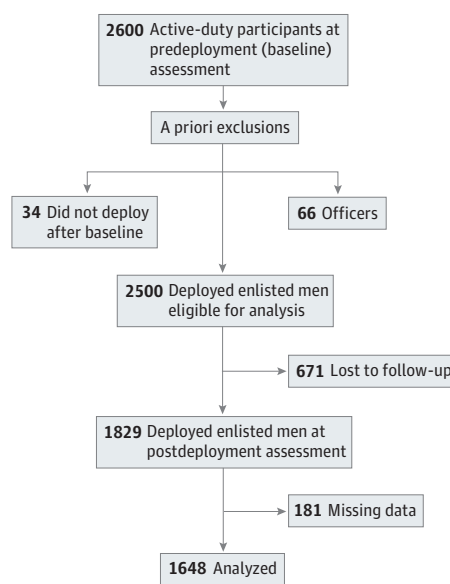 2600 Active-duty participants at
predeployment (baseline)
assessment
A priori exclusions
34 Did not deploy
after baseline
66 Officers
2500 Deployed enlisted men
eligible for analysis
671 Lost to follow-up
1829 Deployed enlisted men at
postdeployment assessment
181 Missing data
1648 Analyzed